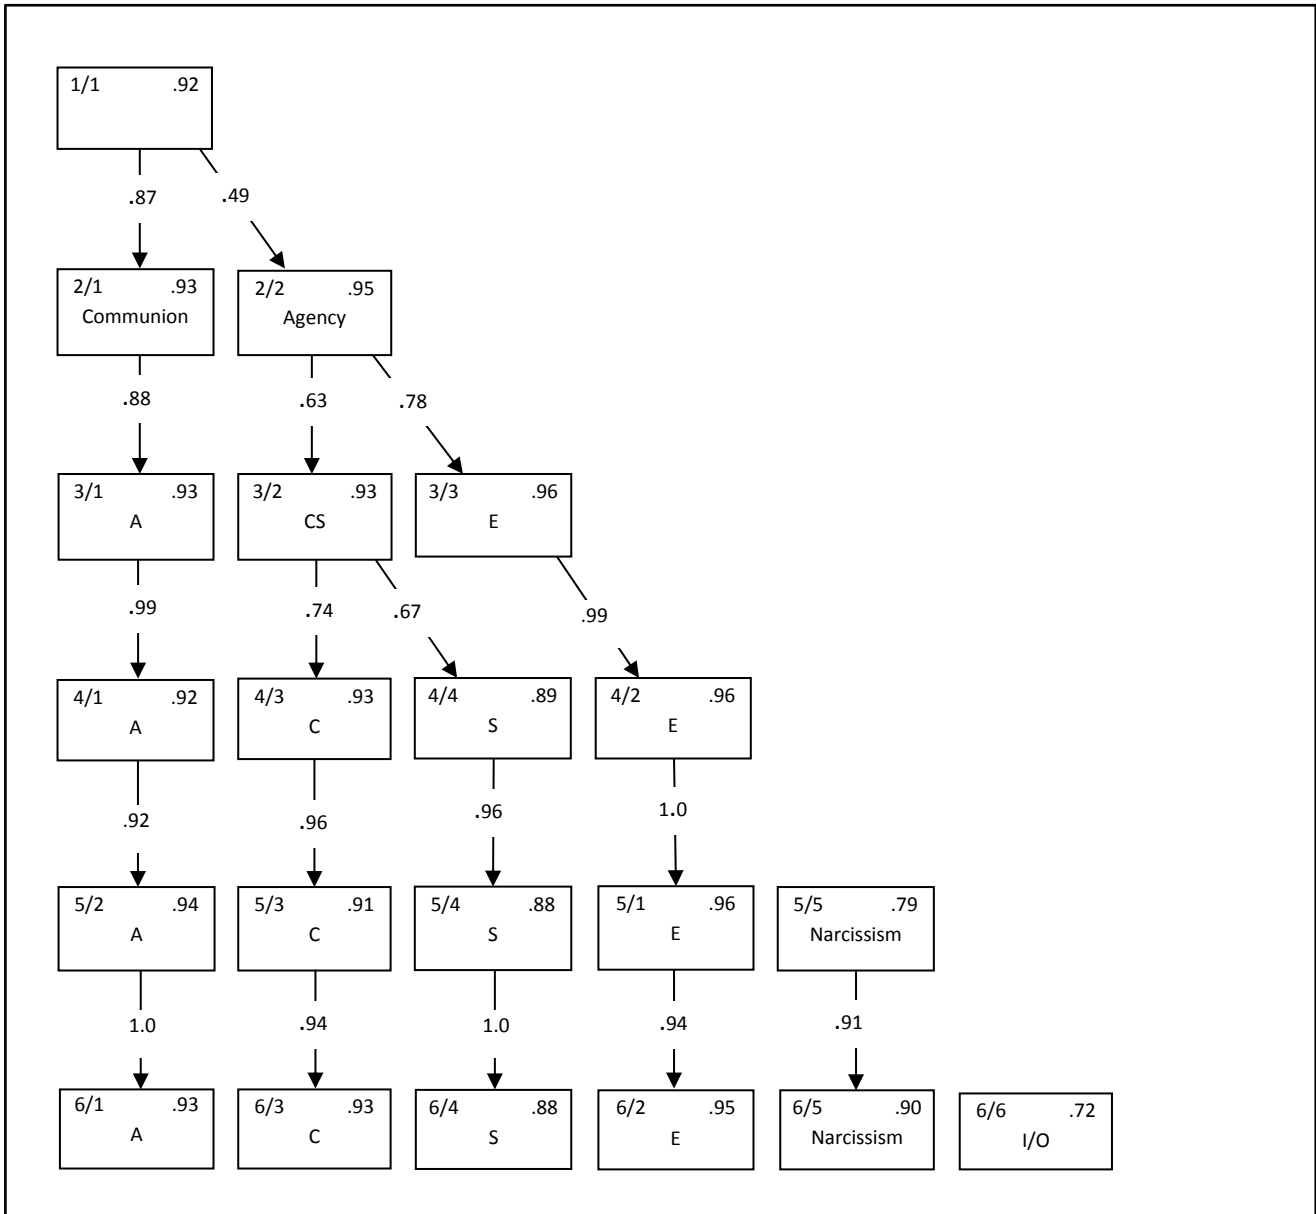 1/1 .92
.87 .49
2/1 .93 2/2 .95
Communion Agency
.88 .63 .78
3/1 .93 3/2 .93 3/3 .96
A CS E
.99 .74 .67 .99
4/1 .92 4/3 .93 4/4 .89 4/2 .96
A C S E
.92 .96 .96 1.0
5/2 .94 5/3 .91 5/4 .88 5/1 .96 5/5 .79
A C S E Narcissism
1.0 .94 1.0 .94 .91
6/1 .93 6/3 .93 6/4 .88 6/2 .95 6/5 .90 6/6 .72
A C S E Narcissism I/O